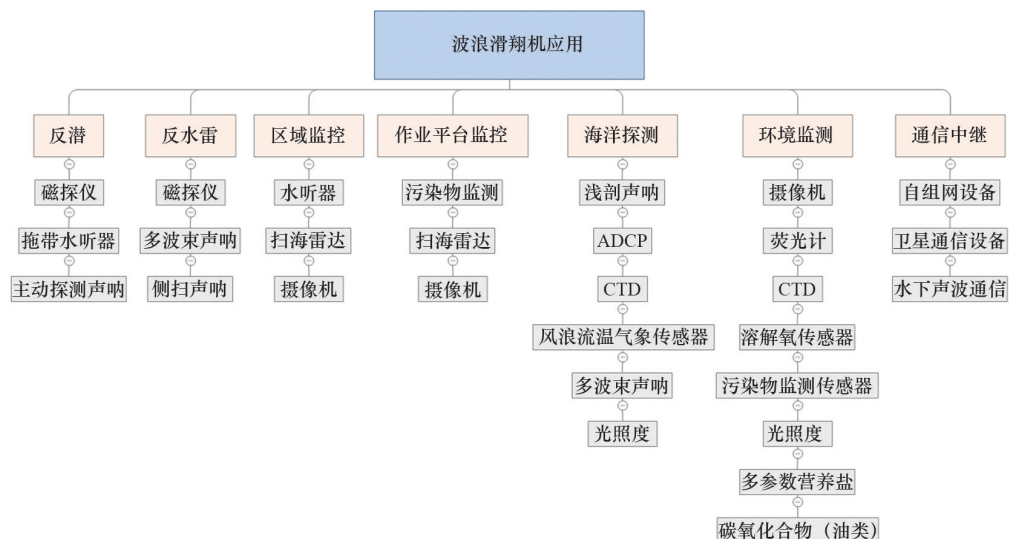 波浪滑翔机应用
反潜
磁探仪
拖带水听器
主动探测声呐
反水雷
磁探仪
多波束声呐
侧扫声呐
区域监控
水听器
扫海雷达
摄像机
作业平台监控
污染物监测
扫海雷达
摄像机
海洋探测
浅剖声呐
ADCP
CTD
风浪流温气象传感器
多波束声呐
光照度
环境监测
摄像机
荧光计
CTD
溶解氧传感器
污染物监测传感器
光照度
多参数营养盐
碳氧化合物（油类）
通信中继
自组网设备
卫星通信设备
水下声波通信